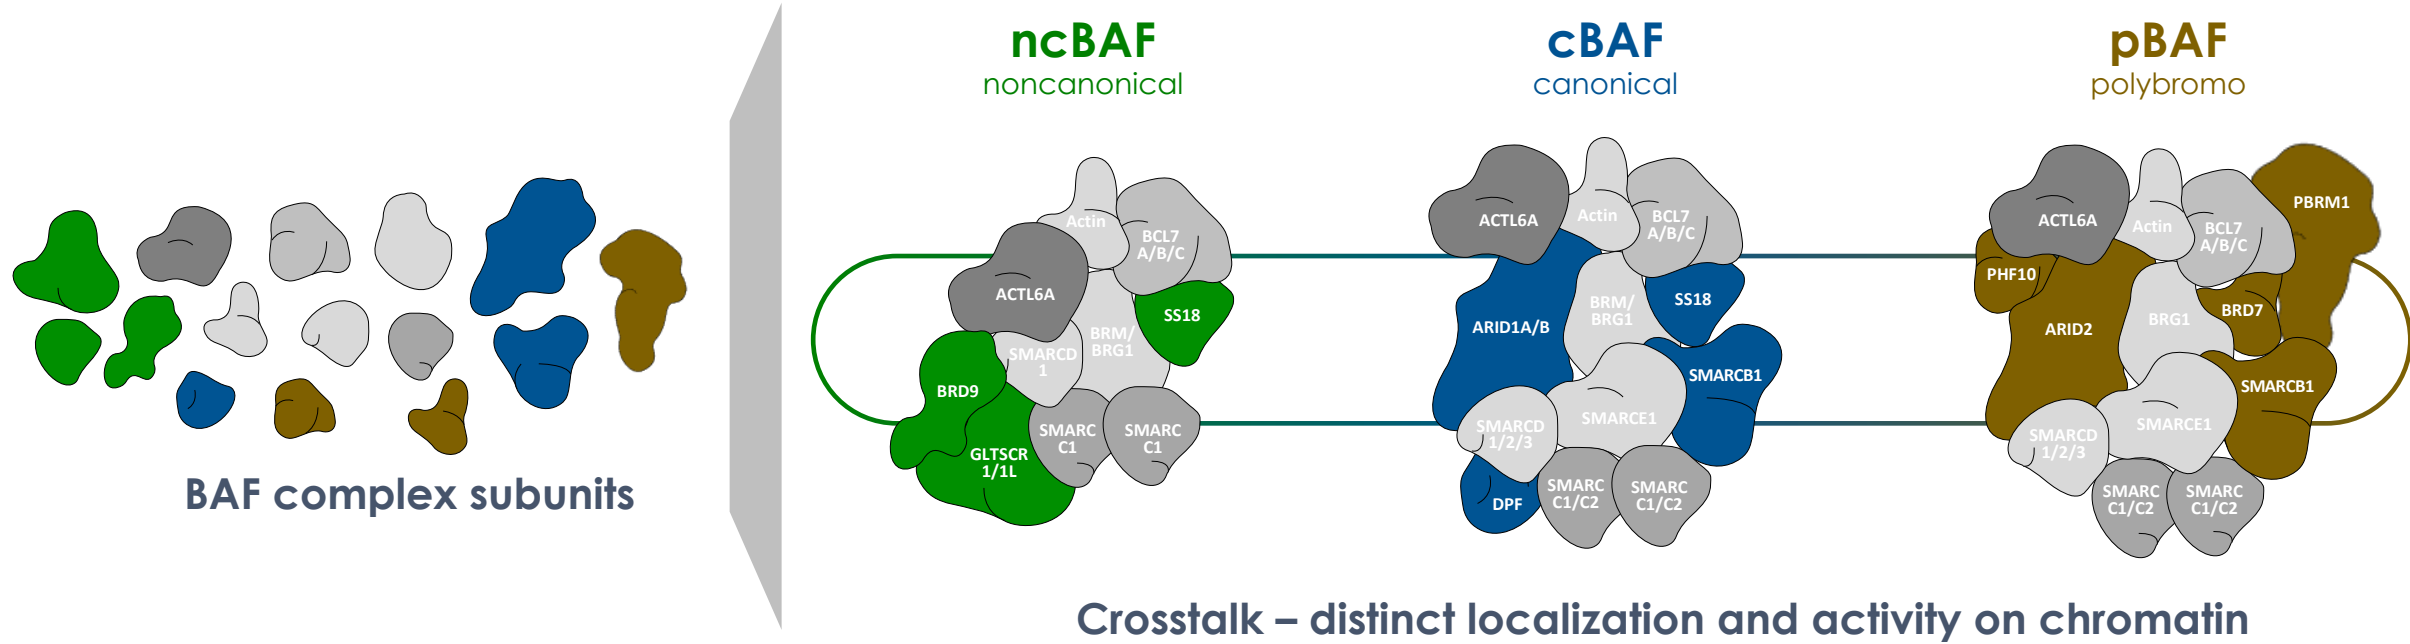 ncBAF
noncanonical
cBAF
canonical
pBAF
polybromo
Actin
BCL7
A/B/C
ACTL6A
SS18
BRM/
BRG1
SMARCD
1
BRD9
GLTSCR
1/1L
SMARC
C1
SMARC
C1
ACTL6A
Actin
BCL7
A/B/C
SS18
BRM/
BRG1
ARID1A/B
SMARCB1
SMARCE1
SMARCD
1/2/3
DPF
SMARC
C1/C2
SMARC
C1/C2
PBRM1
ACTL6A
Actin
BCL7
A/B/C
PHF10
BRD7
BRG1
ARID2
SMARCB1
SMARCE1
SMARCD
1/2/3
SMARC
C1/C2
SMARC
C1/C2
BAF complex subunits
Crosstalk – distinct localization and activity on chromatin